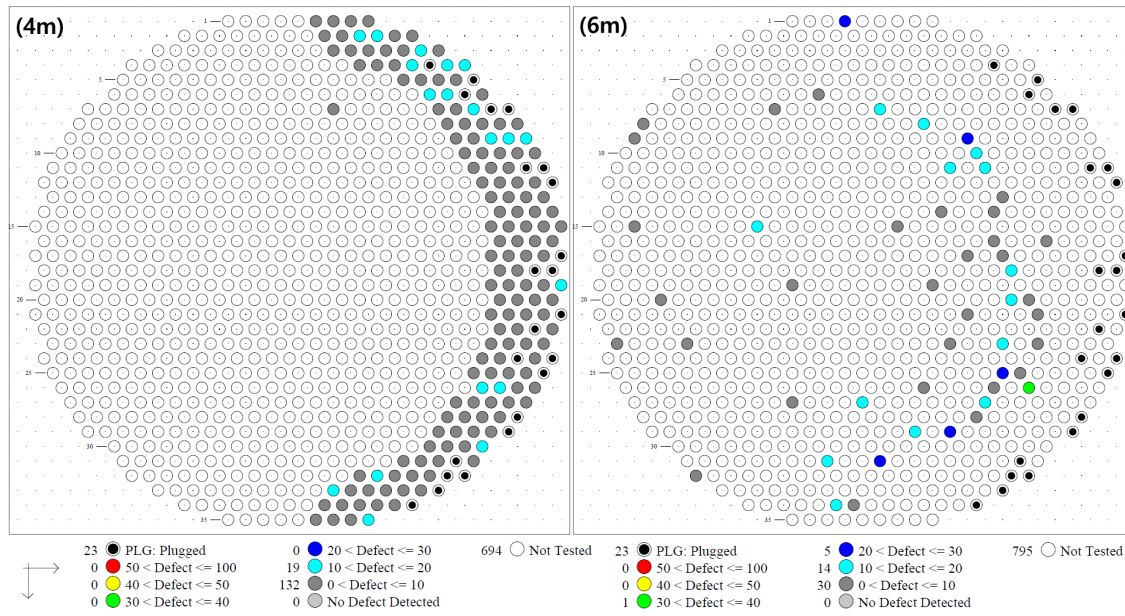 (4m)
1
5
10
15
20
25
30
35
23 PLG: Plugged
0 50 < Defect <= 100
0 40 < Defect <= 50
0 30 < Defect <= 40
0 20 < Defect <= 30
19 10 < Defect <= 20
132 0 < Defect <= 10
0 No Defect Detected
694 Not Tested
(6m)
1
5
10
15
20
25
30
35
23 PLG: Plugged
0 50 < Defect <= 100
0 40 < Defect <= 50
1 30 < Defect <= 40
5 20 < Defect <= 30
14 10 < Defect <= 20
30 0 < Defect <= 10
0 No Defect Detected
795 Not Tested